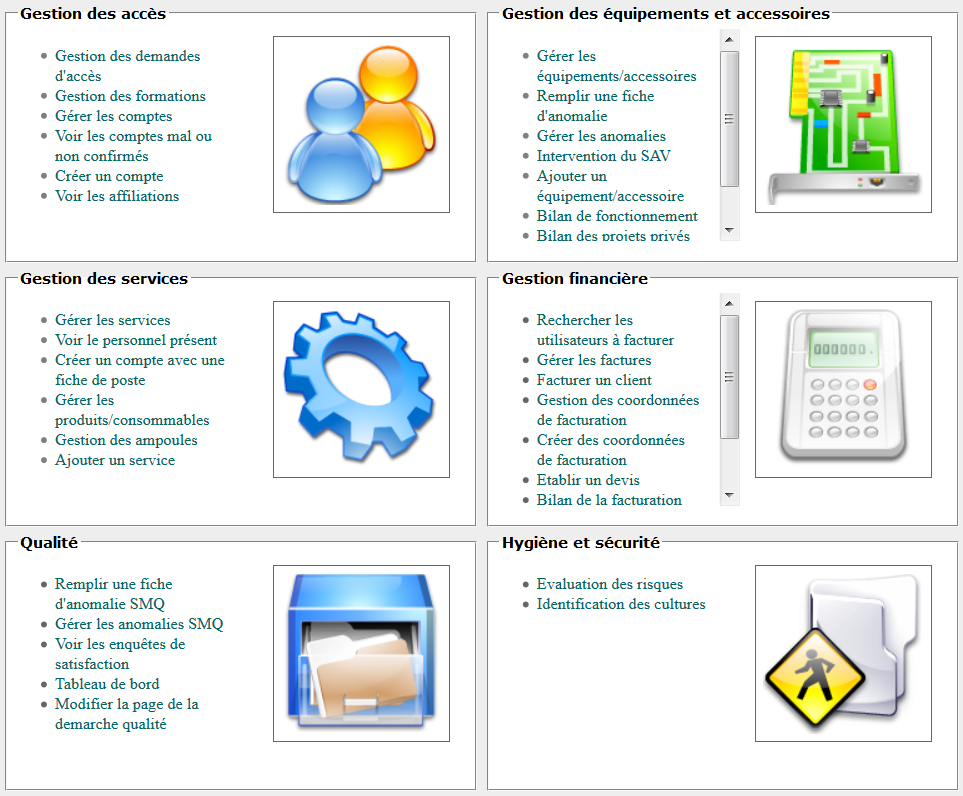 Gestion des accès
Gestion des demandes
d'accès
Gestion des formations
Gérer les comptes
Voir les comptes mal ou
non confirmés
Créer un compte
Voir les affiliations
Gestion des équipements et accessoires
Gérer les
équipements/accessoires
Remplir une fiche
d'anomalie
Gérer les anomalies
Intervention du SAV
Ajouter un
équipement/accessoire
Bilan de fonctionnement
Bilan des projets privés
Gestion des services
Gérer les services
Voir le personnel présent
Créer un compte avec une
fiche de poste
Gérer les
produits/consommables
Gestion des ampoules
Ajouter un service
Gestion financière
Rechercher les
utilisateurs à facturer
Gérer les factures
Facturer un client
Gestion des coordonnées
de facturation
Créer des coordonnées
de facturation
Etablir un devis
Bilan de la facturation
000000.
Qualité
Remplir une fiche
d'anomalie SMQ
Gérer les anomalies SMQ
Voir les enquêtes de
satisfaction
Tableau de bord
Modifier la page de la
demarche qualité
Hygiène et sécurité
Evaluation des risques
Identification des cultures